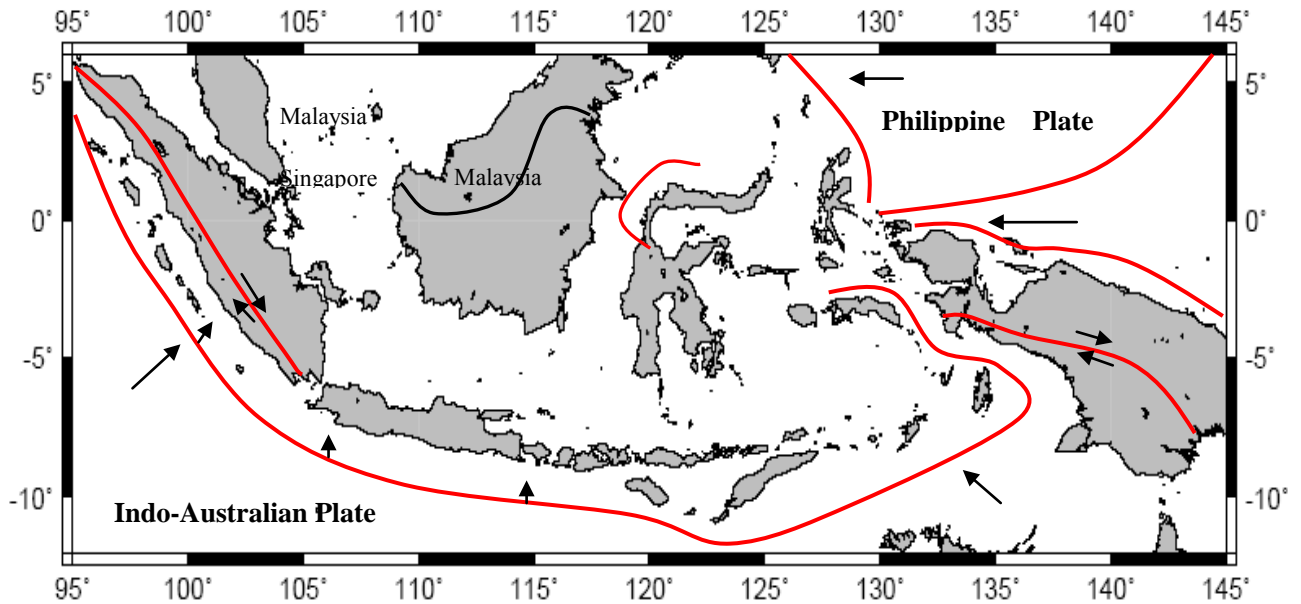 95° 100° 105° 110° 115° 120° 125° 130° 135° 140° 145°
5° 5°
Malaysia
Philippine Plate
Singapore Malaysia
0° 0°
-5° -5°
-10° -10°
Indo-Australian Plate
95° 100° 105° 110° 115° 120° 125° 130° 135° 140° 145°